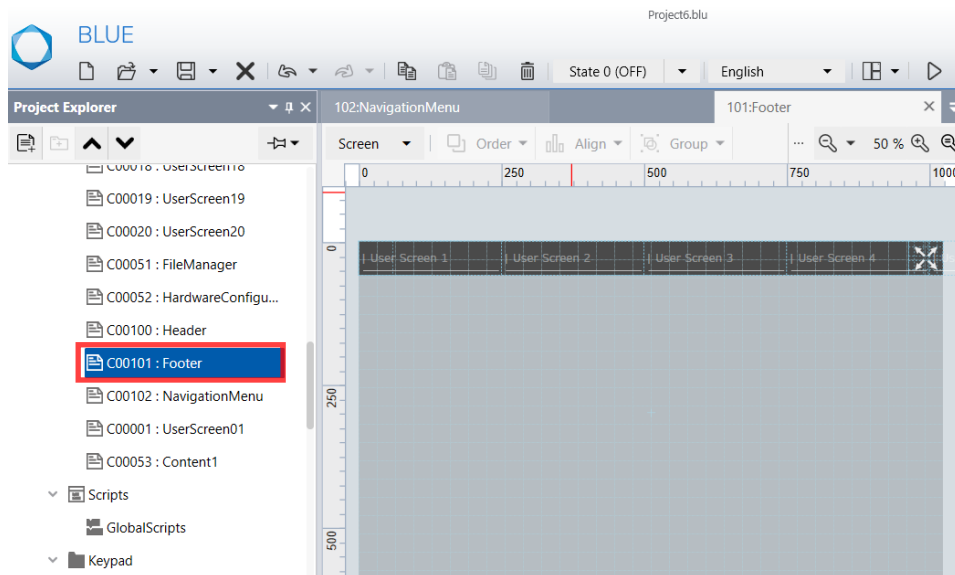 Project6.blu
BLUE
State 0 (OFF) English
Project Explorer
102:NavigationMenu 101:Footer
Screen Order Align Group ... 50 %
C00018 : UserScreen18
C00019 : UserScreen19
C00020 : UserScreen20
C00051 : FileManager
C00052 : HardwareConfigu...
C00100 : Header
C00101 : Footer
C00102 : NavigationMenu
C00001 : UserScreen01
C00053 : Content1
Scripts
GlobalScripts
Keypad
0 250 500 750 1000
0
250
500
| User Screen 1 | User Screen 2 | User Screen 3 | User Screen 4